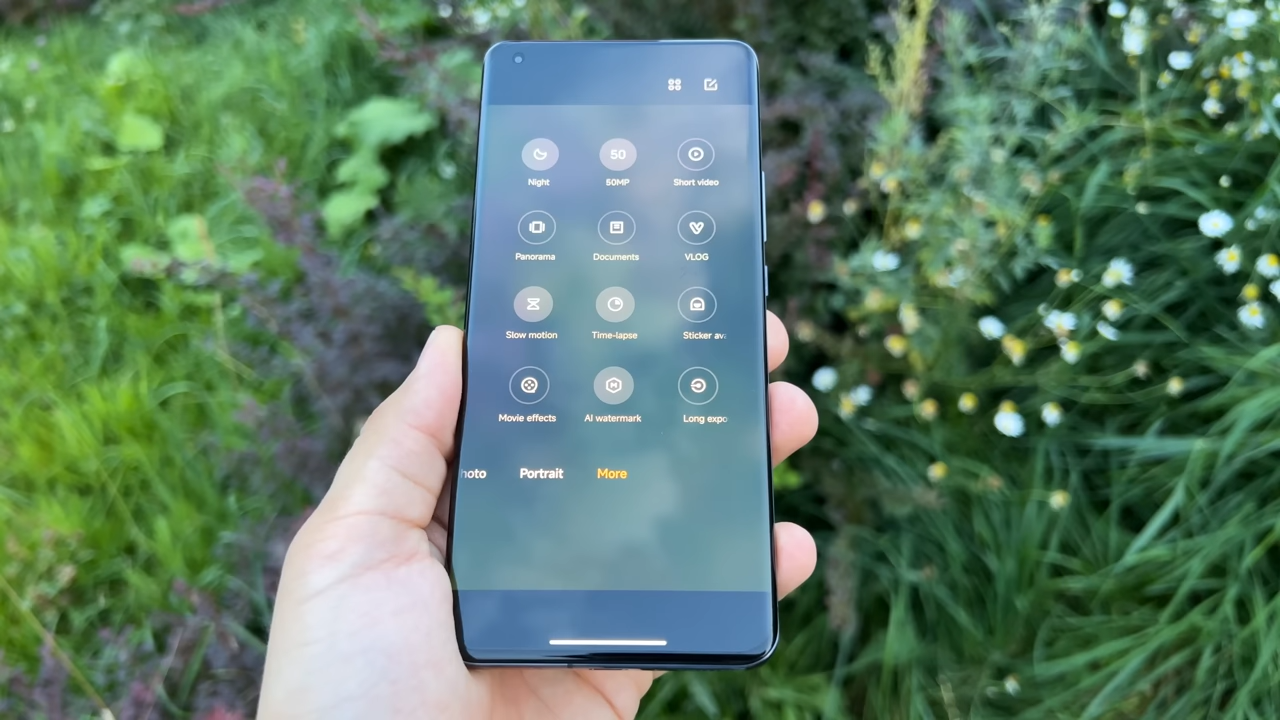 Night
50
50MP
Short video
Panorama
Documents
VLOG
Slow motion
Time-lapse
Sticker ava
Movie effects
AI watermark
Long expo
hoto
Portrait
More